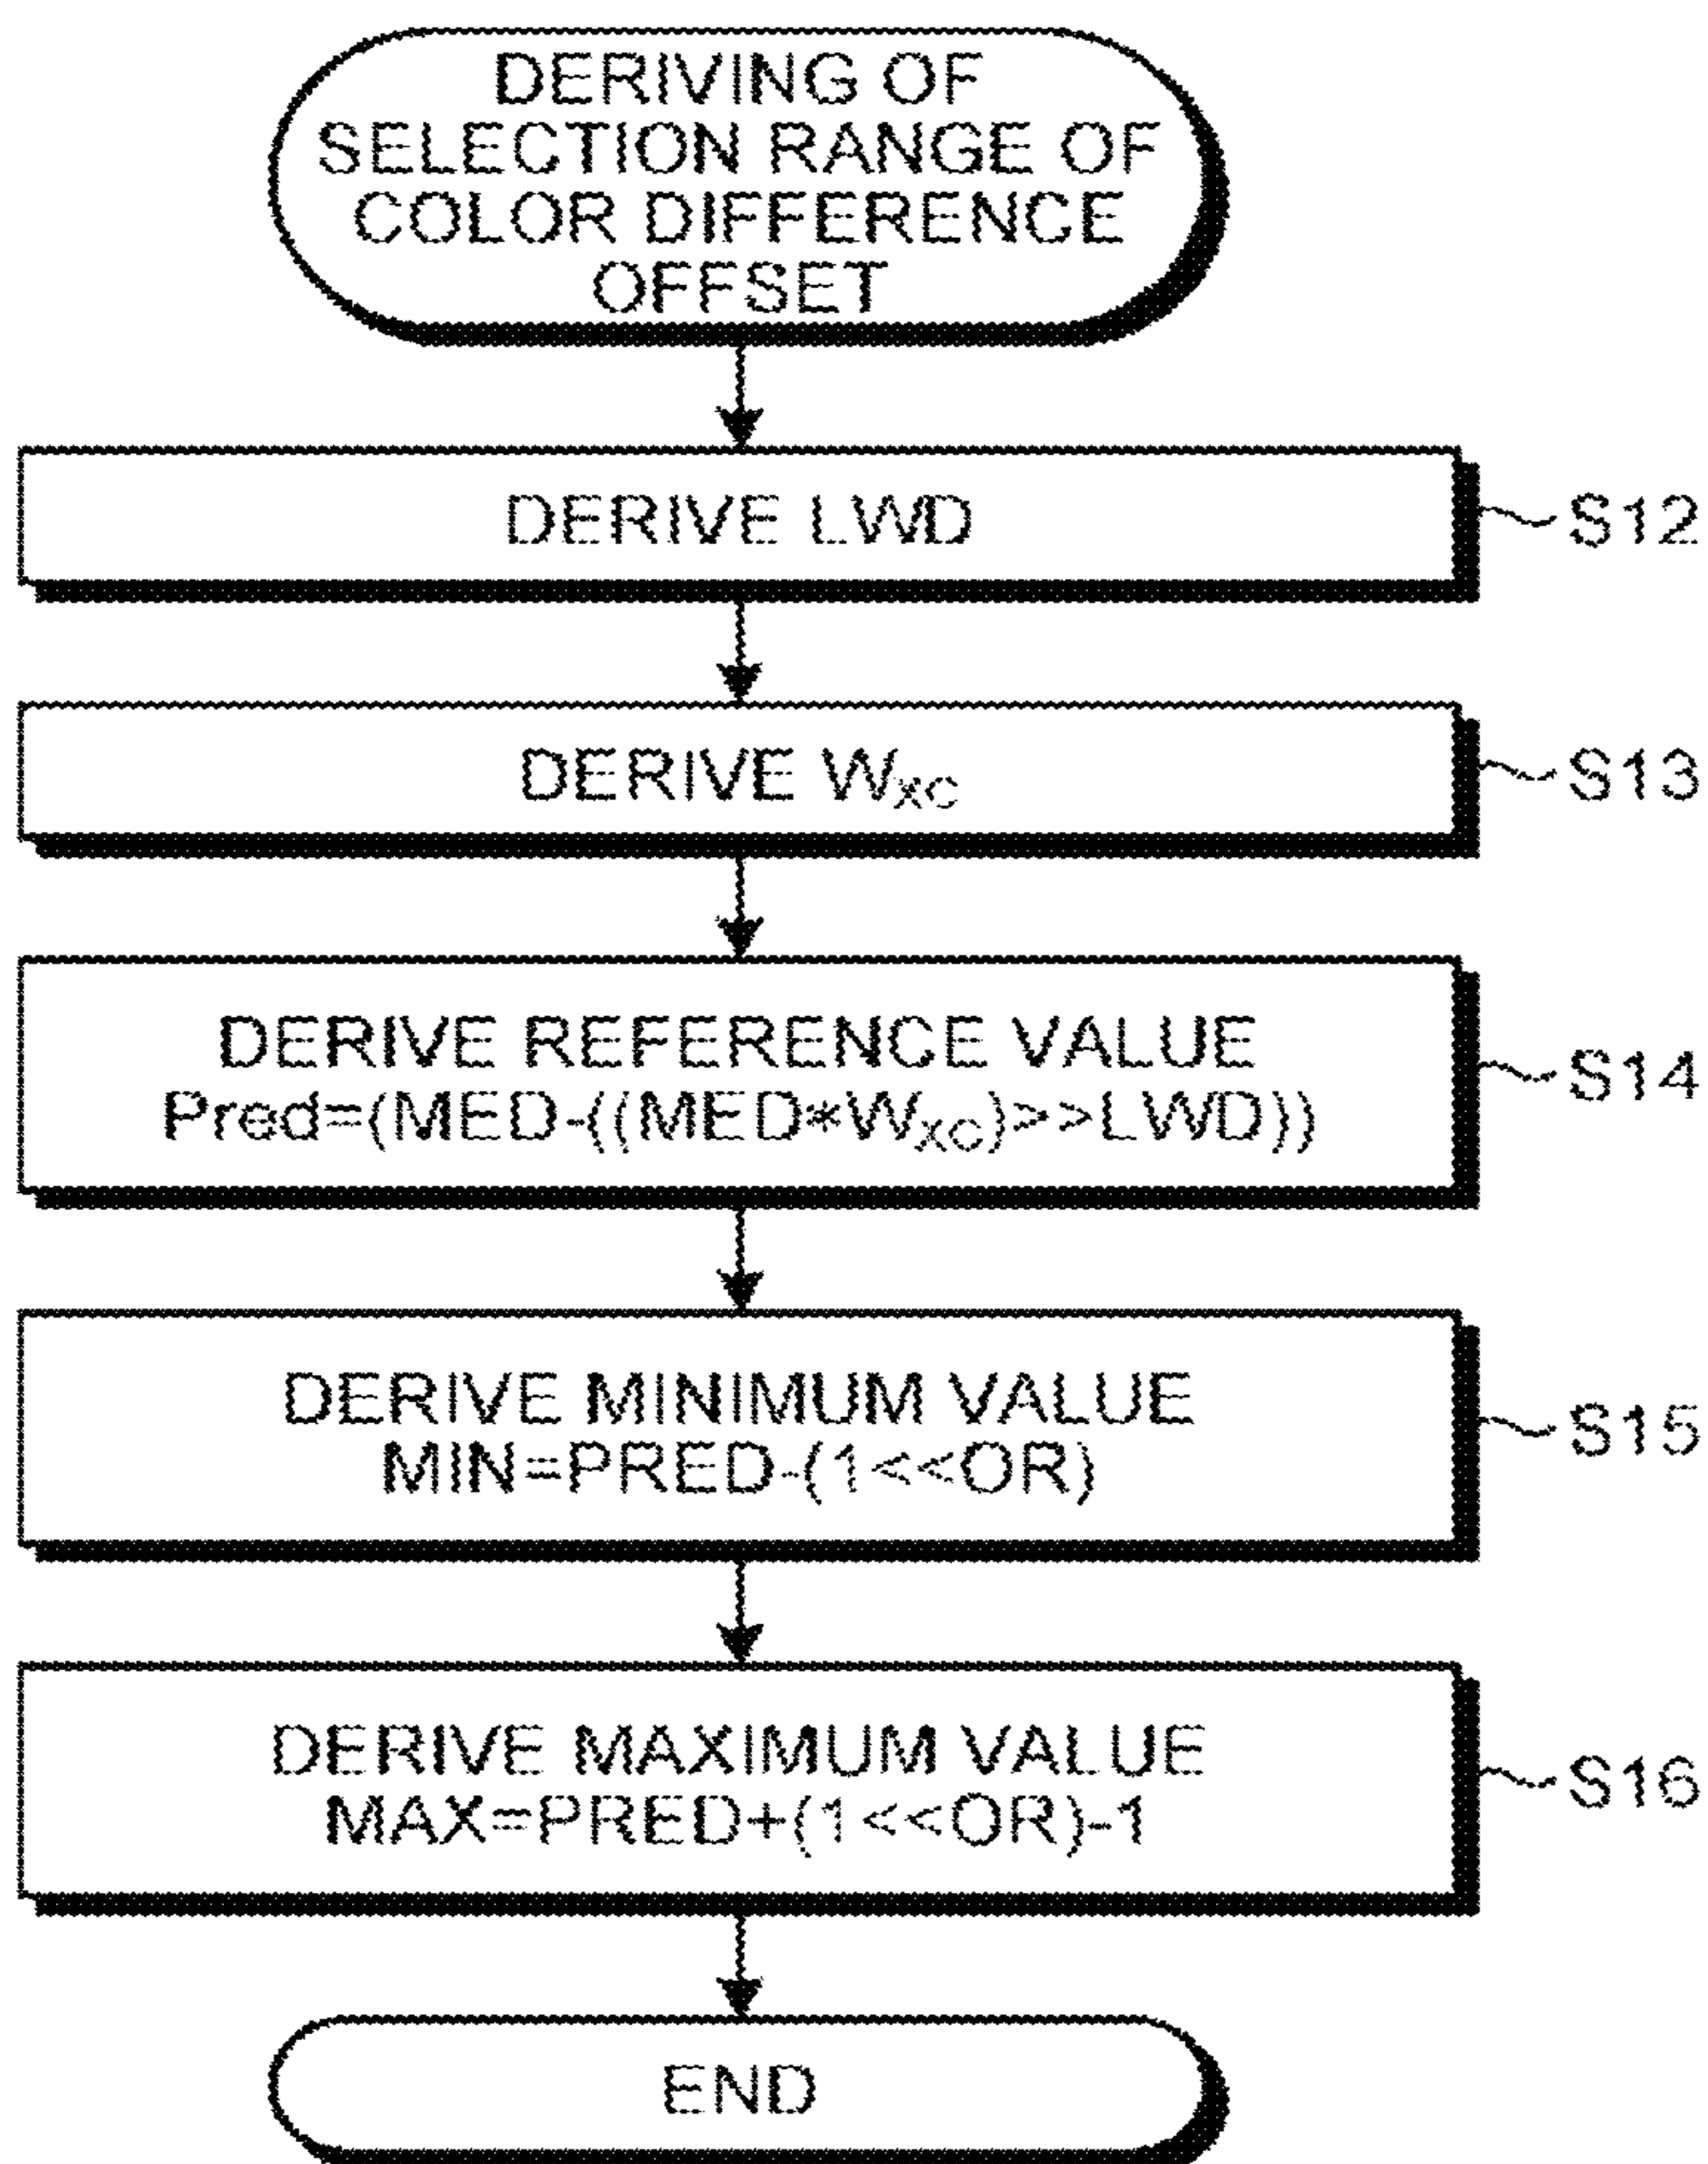 DERIVING OF
SELECTION RANGE OF
COLOR DIFFERENCE
OFFSET
DERIVE LWD
S12
DERIVE WXC
S13
DERIVE REFERENCE VALUE
Pred=(MED-((MED*WXC)>>LWD))
S14
DERIVE MINIMUM VALUE
MIN=PRED-(1<<OR)
S15
DERIVE MAXIMUM VALUE
MAX=PRED+(1<<OR)-1
S16
END